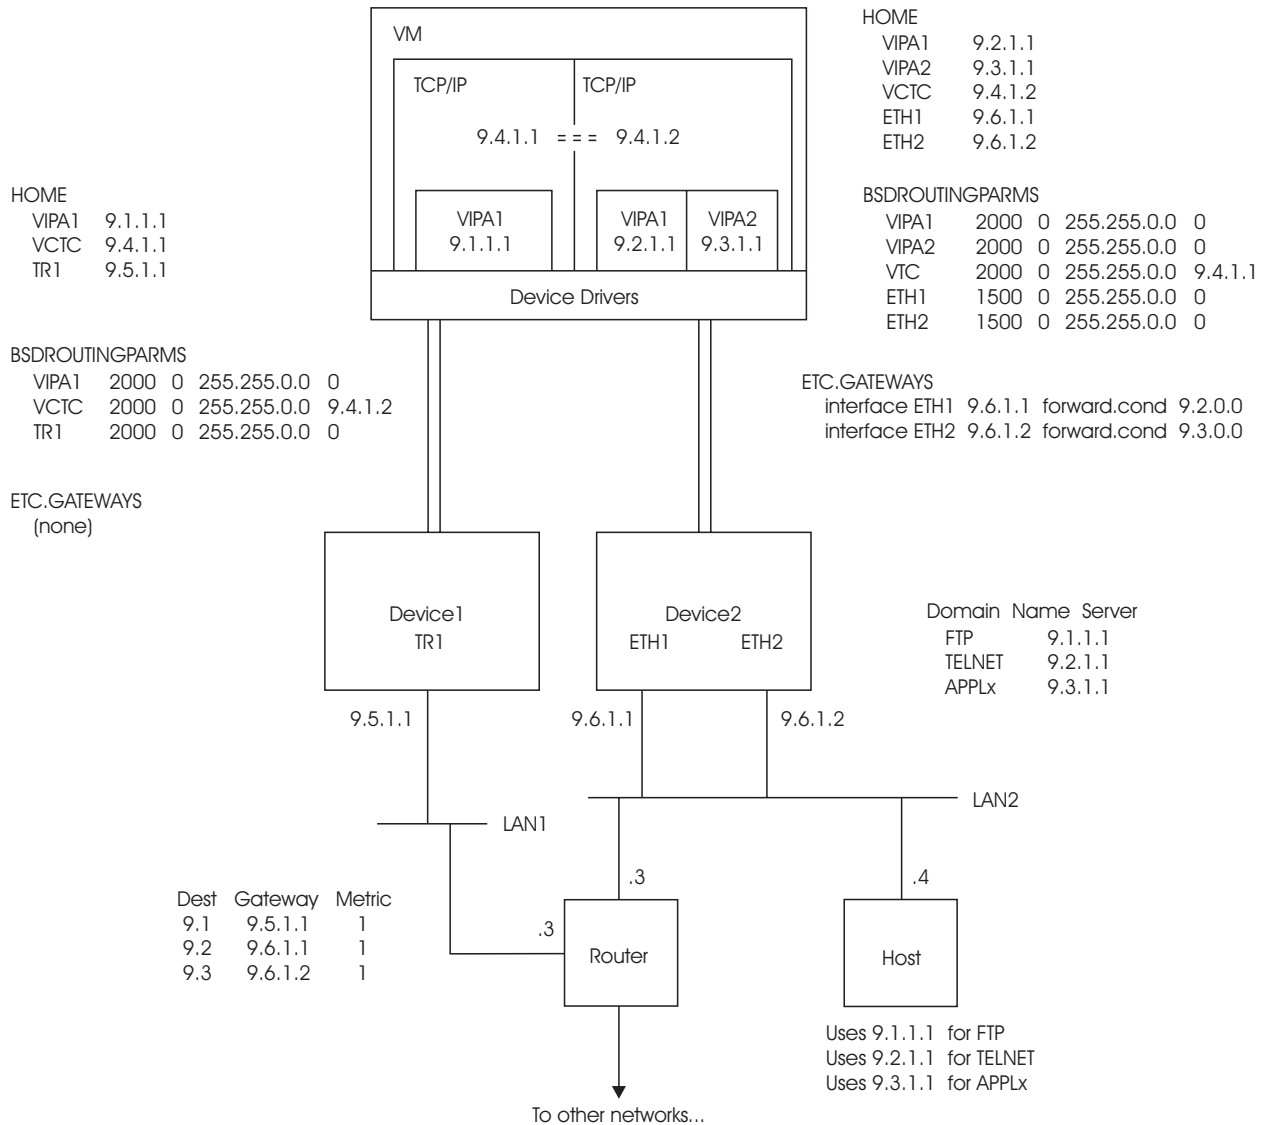 VM
TCP/IP TCP/IP
9.4.1.1 = = = 9.4.1.2
VIPA1 VIPA1 VIPA2
9.1.1.1 9.2.1.1 9.3.1.1
Device Drivers
HOME
VIPA1 9.2.1.1
VIPA2 9.3.1.1
VCTC 9.4.1.2
ETH1 9.6.1.1
ETH2 9.6.1.2
HOME
VIPA1 9.1.1.1
VCTC 9.4.1.1
TR1 9.5.1.1
BSDROUTINGPARMS
VIPA1 2000 0 255.255.0.0 0
VIPA2 2000 0 255.255.0.0 0
VTC 2000 0 255.255.0.0 9.4.1.1
ETH1 1500 0 255.255.0.0 0
ETH2 1500 0 255.255.0.0 0
BSDROUTINGPARMS
VIPA1 2000 0 255.255.0.0 0
VCTC 2000 0 255.255.0.0 9.4.1.2
TR1 2000 0 255.255.0.0 0
ETC.GATEWAYS
interface ETH1 9.6.1.1 forward.cond 9.2.0.0
interface ETH2 9.6.1.2 forward.cond 9.3.0.0
ETC.GATEWAYS
(none)
Device1
TR1
Device2
ETH1 ETH2
Domain Name Server
FTP 9.1.1.1
TELNET 9.2.1.1
APPLx 9.3.1.1
9.5.1.1 9.6.1.1 9.6.1.2
LAN2
LAN1
.3 .4
Dest Gateway Metric
9.1 9.5.1.1 1
9.2 9.6.1.1 1
9.3 9.6.1.2 1
.3
Router
Host
Uses 9.1.1.1 for FTP
Uses 9.2.1.1 for TELNET
Uses 9.3.1.1 for APPLx
To other networks...